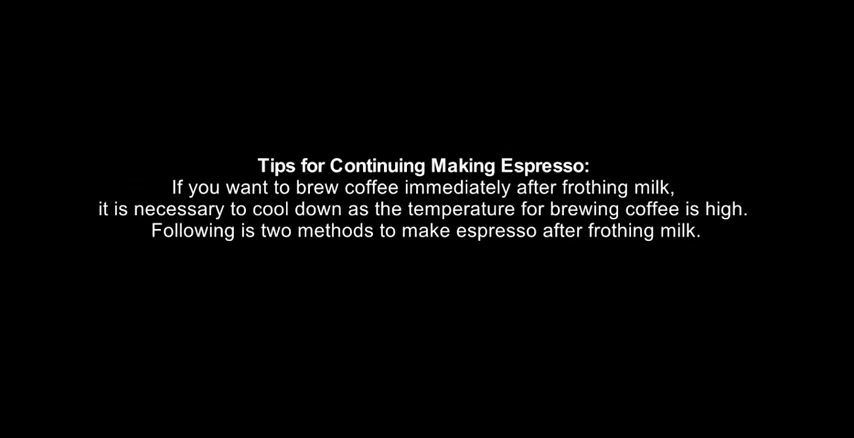 Tips for Continuing Making Espresso:
If you want to brew coffee immediately after frothing milk,
it is necessary to cool down as the temperature for brewing coffee is high.
Following is two methods to make espresso after frothing milk.